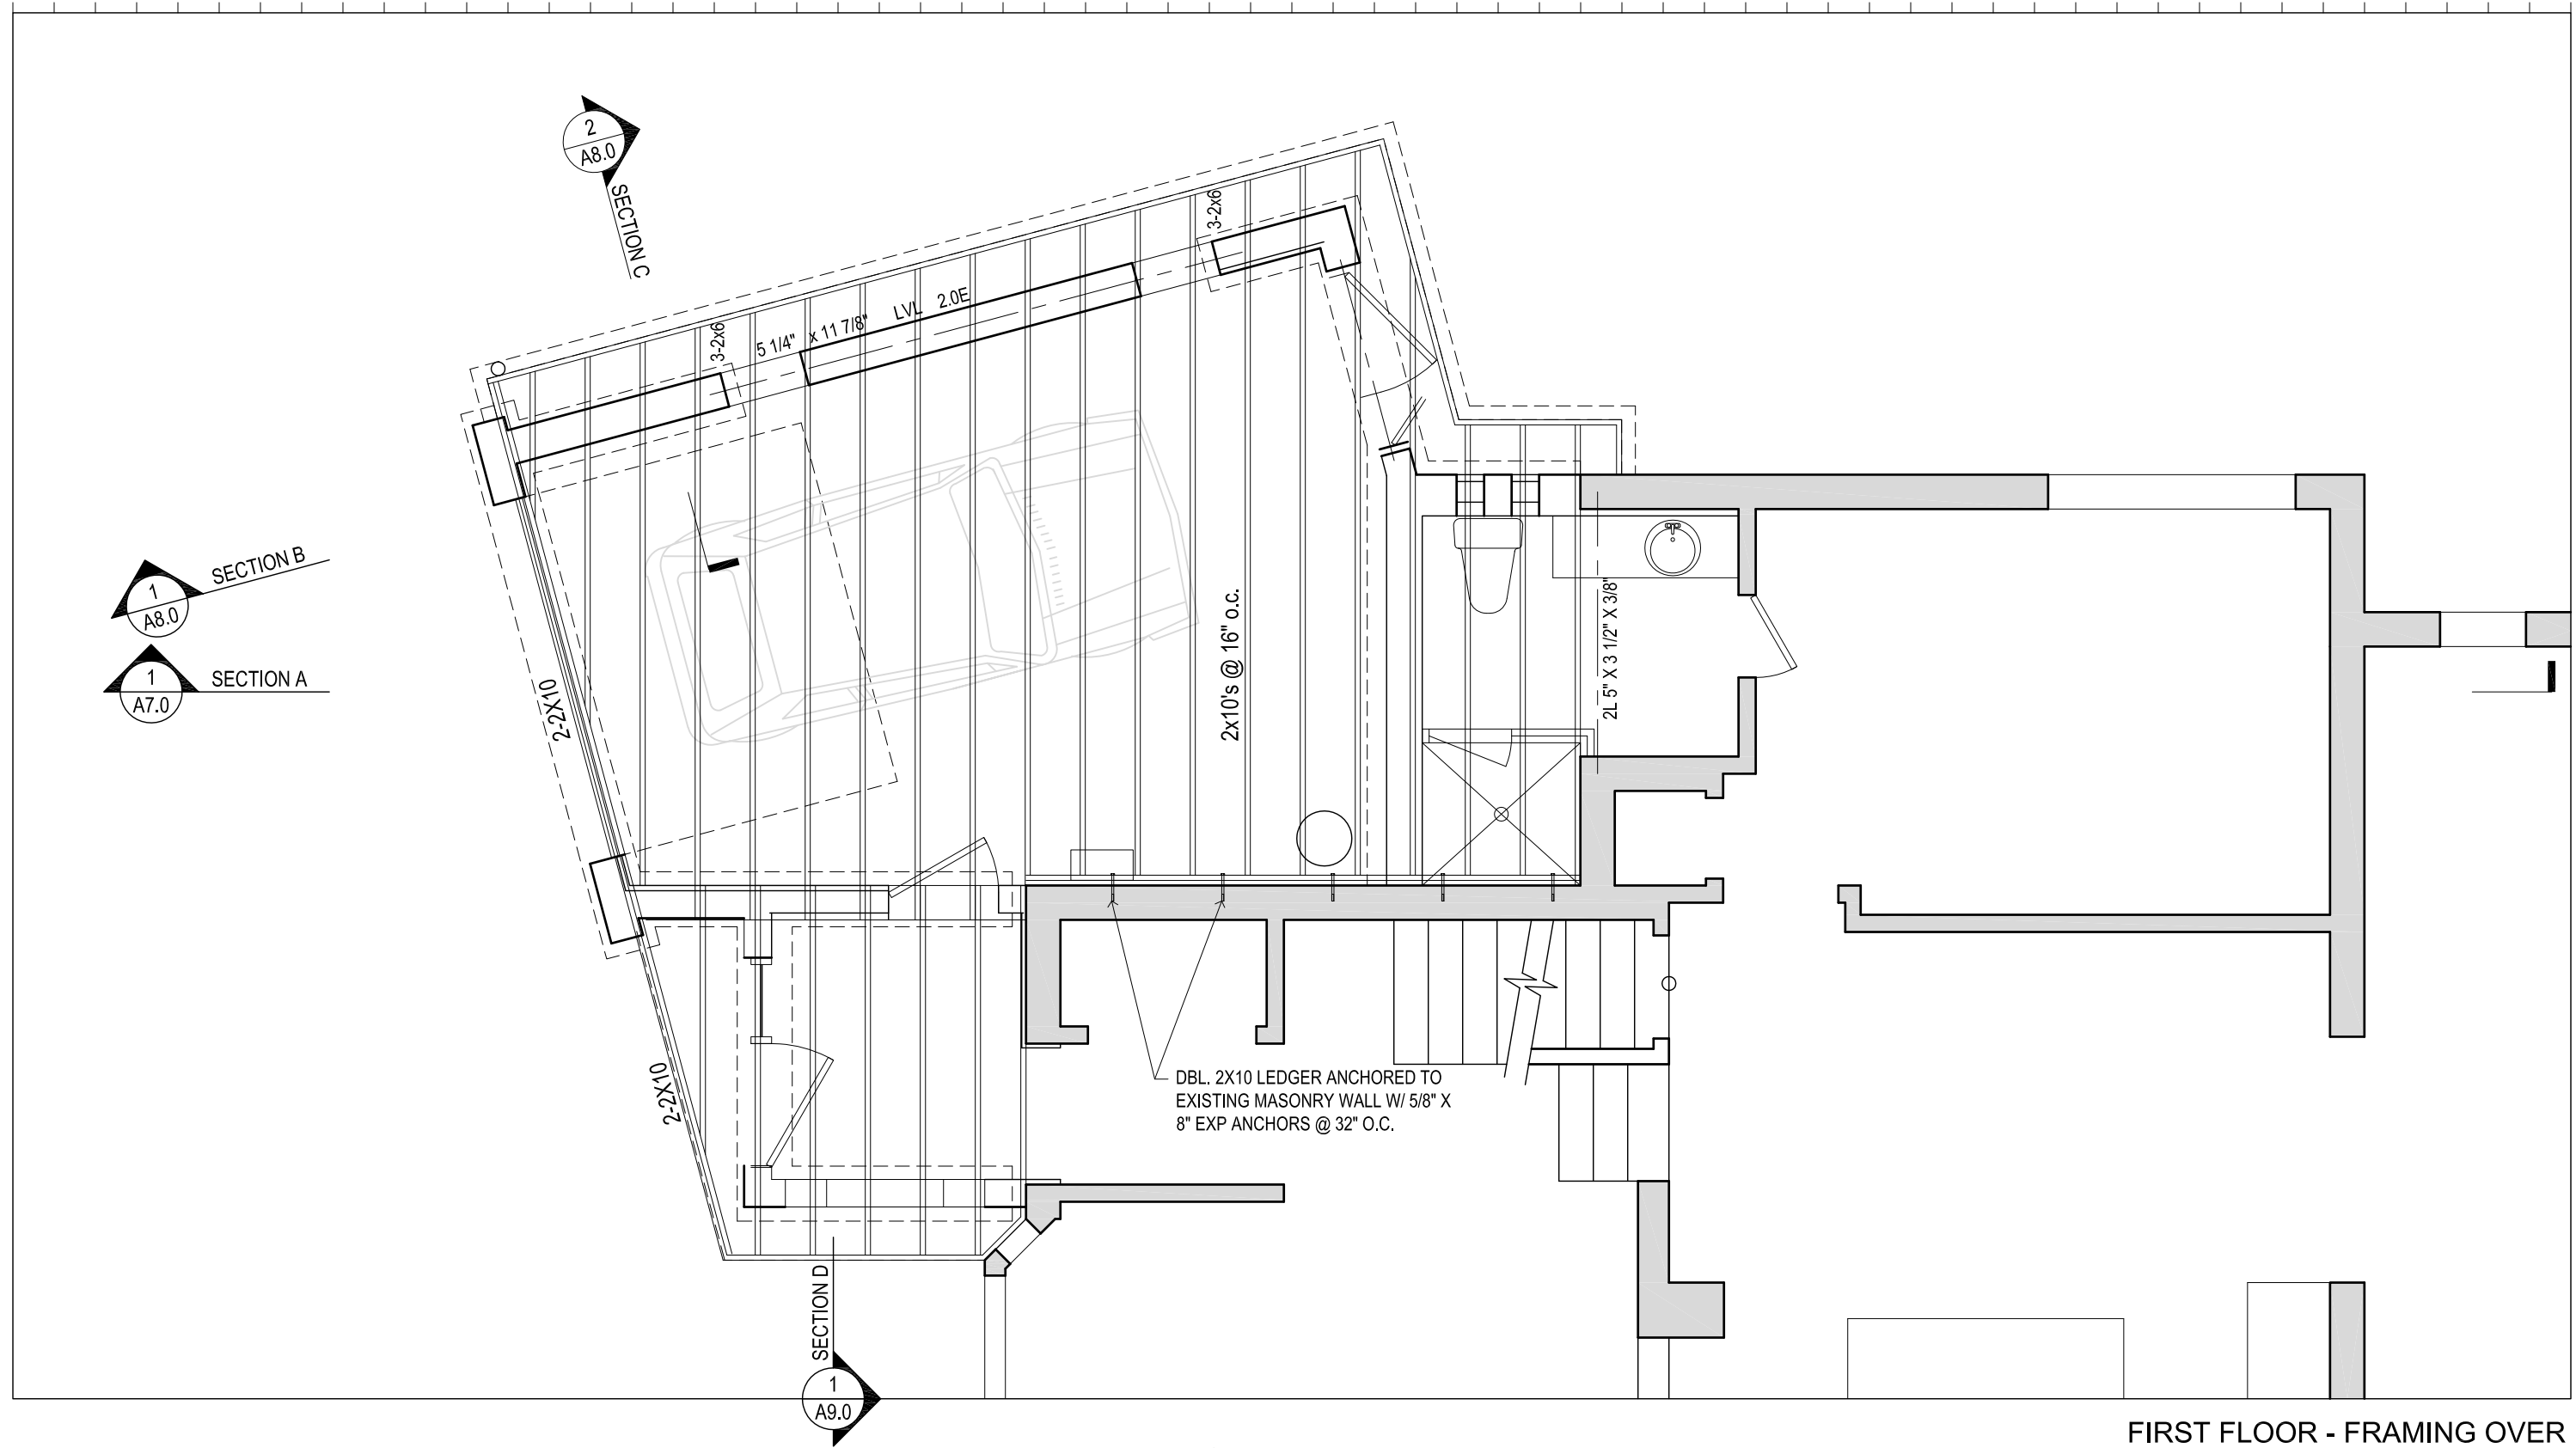 2
A8.0
SECTION C
3-2x6
3-2x6
5 1/4" x 11 7/8" LVL 2.0E
SECTION B
1
A8.0
SECTION A
1
A7.0
2-2X10
2x10's @ 16" o.c.
2L 5" X 3 1/2" X 3/8"
2-2X10
DBL. 2X10 LEDGER ANCHORED TO
EXISTING MASONRY WALL W/ 5/8" X
8" EXP ANCHORS @ 32" O.C.
SECTION D
1
A9.0
FIRST FLOOR - FRAMING OVER